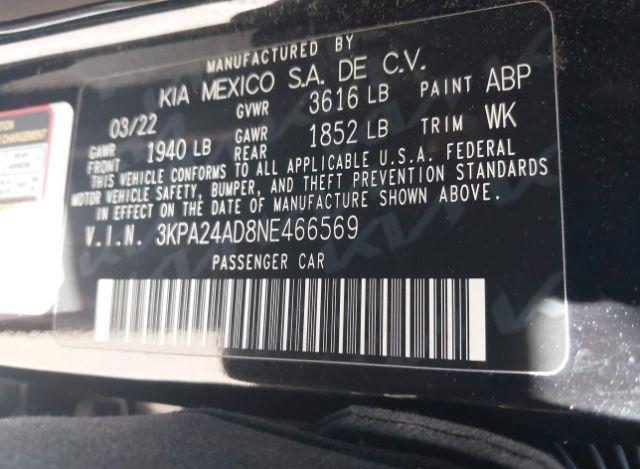 MANUFACTURED BY
KIA MEXICO S.A. DE C.V.
03/22 GVWR 3616 LB PAINT ABP
GAWR FRONT 1940 LB GAWR REAR 1852 LB TRIM WK
THIS VEHICLE CONFORMS TO ALL APPLICABLE U.S.A. FEDERAL
MOTOR VEHICLE SAFETY, BUMPER, AND THEFT PREVENTION STANDARDS
IN EFFECT ON THE DATE OF MANUFACTURE SHOWN ABOVE.
V.I.N. 3KPA24AD8NE466569
PASSENGER CAR